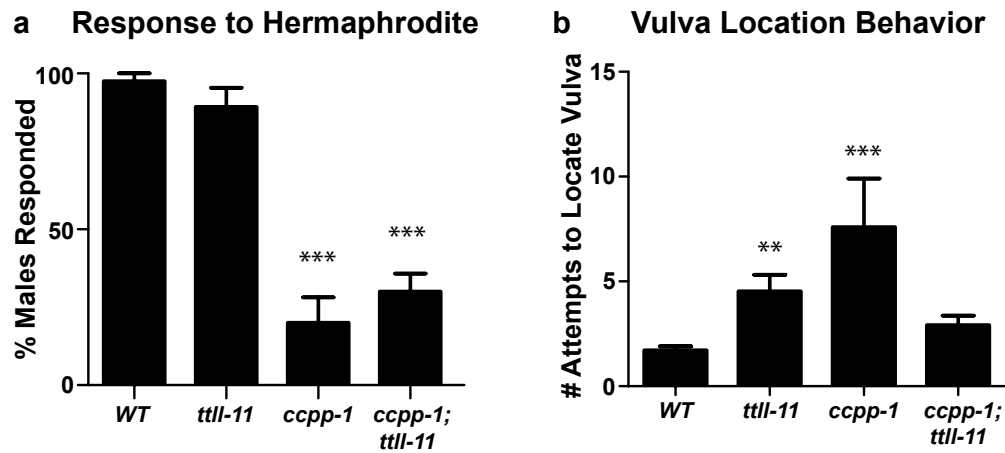 a Response to Hermaphrodite
% Males Responded
100
50
0
***
***
WT
ttll-11
ccpp-1
ccpp-1;
ttll-11
b Vulva Location Behavior
# Attempts to Locate Vulva
15
10
5
0
**
***
WT
ttll-11
ccpp-1
ccpp-1;
ttll-11